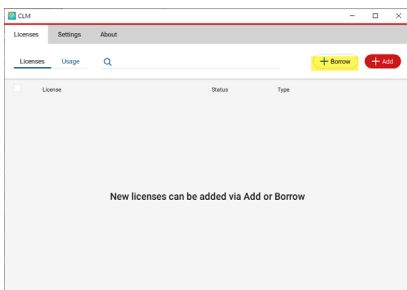 CLM
Licenses Settings About
Licenses Usage + Borrow + Add
License Status Type
New licenses can be added via Add or Borrow